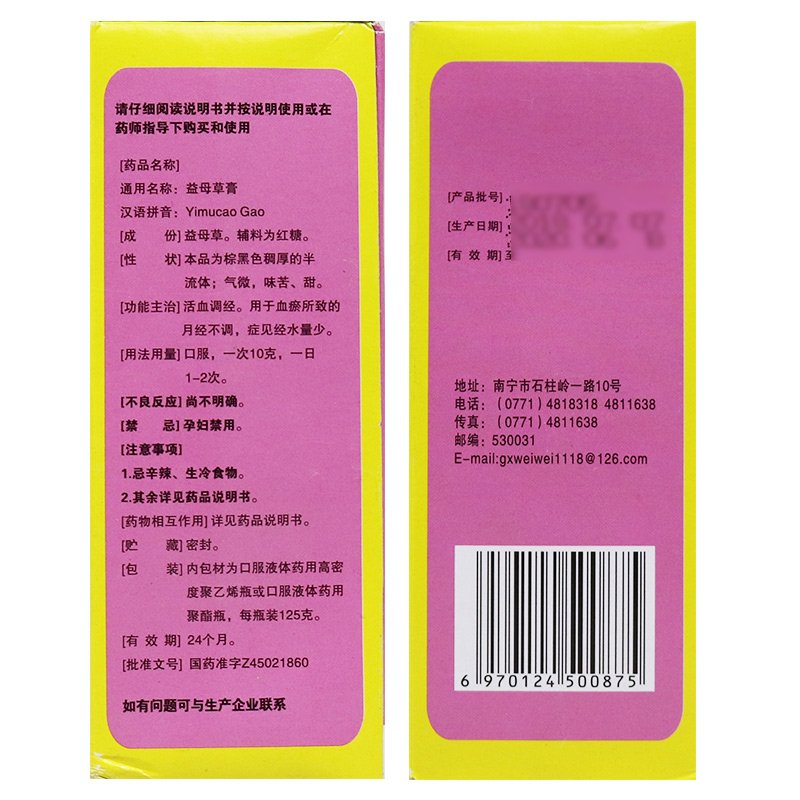 请仔细阅读说明书并按说明使用或在
药师指导下购买和使用
[药品名称]
通用名称：益母草膏
汉语拼音：Yimucao Gao
[成　份]益母草。辅料为红糖。
[性　状]本品为棕黑色稠厚的半
流体；气微，味苦、甜。
[功能主治]活血调经。用于血瘀所致的
月经不调，症见经水量少。
[用法用量]口服，一次10克，一日
1-2次。
[不良反应]尚不明确。
[禁　忌]孕妇禁用。
[注意事项]
1.忌辛辣、生冷食物。
2.其余详见药品说明书。
[药物相互作用]详见药品说明书。
[贮　藏]密封。
[包　装]内包材为口服液体药用高密
度聚乙烯瓶或口服液体药用
聚酯瓶，每瓶装125克。
[有 效 期]24个月。
[批准文号]国药准字Z45021860
如有问题可与生产企业联系
[产品批号]
[生产日期]
[有 效 期]至
地址：南宁市石柱岭一路10号
电话：(0771)4818318 4811638
传真：(0771)4811638
邮编：530031
E-mail:gxweiwei1118@126.com
6 970124 500875